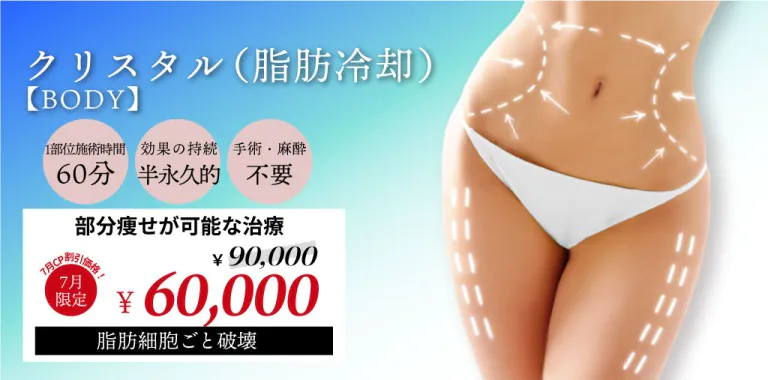 クリスタル（脂肪冷却）
【BODY】
1部位施術時間
60分
効果の持続
半永久的
手術・麻酔
不要
部分痩せが可能な治療
¥ 90,000
7月CP割引価格！
7月
限定
¥ 60,000
脂肪細胞ごと破壊